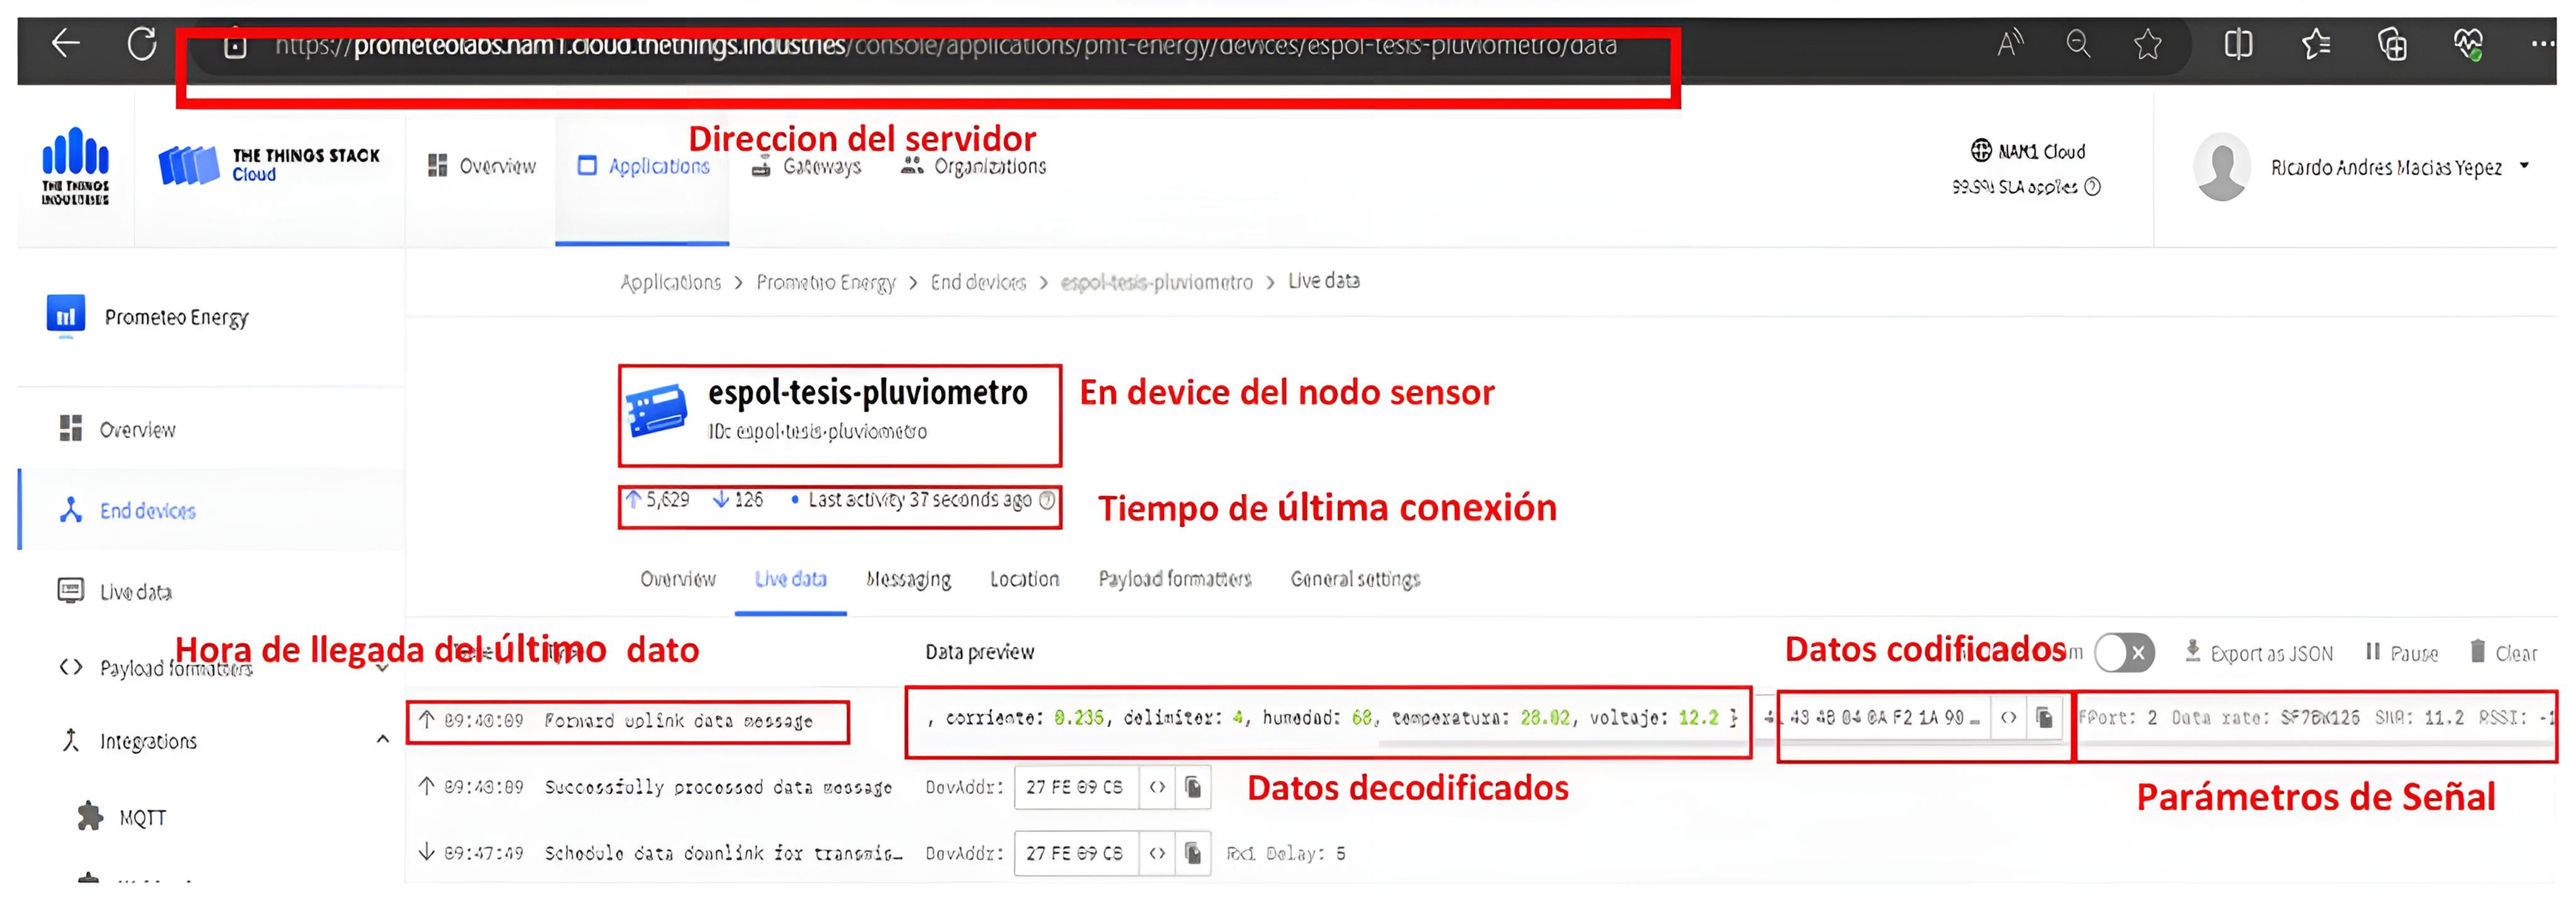 https://prometeolabs.nam1.cloud.thethings.industries/console/applications/pmt-energy/devices/espol-tesis-pluviometro/data
Direccion del servidor
THE THINGS INDUSTRIES
THE THINGS STACK
Cloud
Overview
Applications
Gateways
Organizations
NAM1 Cloud
99.9% SLA applies
Ricardo Andres Macias Yepez
Applications > Prometeo Energy > End devices > espol-tesis-pluviometro > Live data
Prometeo Energy
espol-tesis-pluviometro
ID: espol-tesis-pluviometro
En device del nodo sensor
Overview
↑ 5,629 ↓ 126 • Last activity 37 seconds ago
Tiempo de última conexión
End devices
Overview Live data Messaging Location Payload formatters General settings
Live data
Hora de llegada del último dato
Data preview
Datos codificados
Export as JSON
Pause
Clear
Payload formatters
↑ 09:48:09 Forward uplink data message
, corriente: 0.236, delimiter: 4, humedad: 68, temperatura: 28.02, voltaje: 12.2 }
43 48 04 0A F2 1A 90 …
FPort: 2 Data rate: SF7BW125 SNR: 11.2 RSSI: -1
Integrations
↑ 09:48:09 Successfully processed data message DevAddr: 27 FE 09 C8
Datos decodificados
Parámetros de Señal
MQTT
↓ 09:47:49 Schedule data downlink for transmis… DevAddr: 27 FE 09 C8 Rx1 Delay: 5